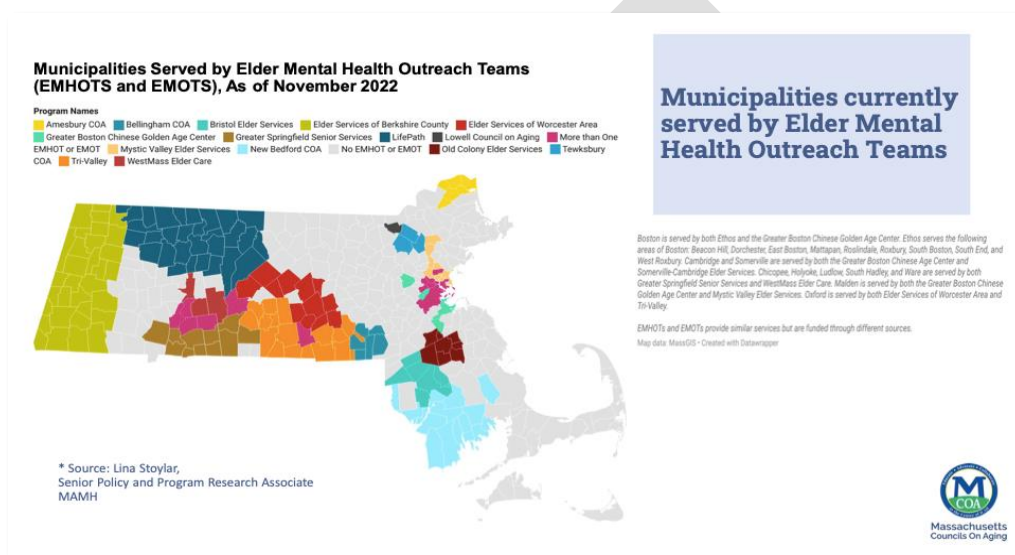 Municipalities Served by Elder Mental Health Outreach Teams
(EMHOTS and EMOTS), As of November 2022
Program Names
Amesbury COA Bellingham COA Bristol Elder Services Elder Services of Berkshire County Elder Services of Worcester Area
Greater Boston Chinese Golden Age Center Greater Springfield Senior Services LifePath Lowell Council on Aging More than One
EMHOT or EMOT Mystic Valley Elder Services New Bedford COA No EMHOT or EMOT Old Colony Elder Services Tewksbury
COA Tri-Valley WestMass Elder Care
* Source: Lina Stoylar,
Senior Policy and Program Research Associate
MAMH
Municipalities currently
served by Elder Mental
Health Outreach Teams
Boston is served by both Ethos and the Greater Boston Chinese Golden Age Center. Ethos serves the following
areas of Boston: Beacon Hill, Dorchester, East Boston, Mattapan, Roslindale, Roxbury, South Boston, South End, and
West Roxbury. Cambridge and Somerville are served by both the Greater Boston Chinese Age Center and
Somerville-Cambridge Elder Services. Chicopee, Holyoke, Ludlow, South Hadley, and Ware are served by both
Greater Springfield Senior Services and WestMass Elder Care. Malden is served by both the Greater Boston Chinese
Golden Age Center and Mystic Valley Elder Services. Oxford is served by both Elder Services of Worcester Area and
Tri-Valley.
EMHOTs and EMOTs provide similar services but are funded through different sources.
Map data: MassGIS • Created with Datawrapper
M
COA
Massachusetts
Councils On Aging